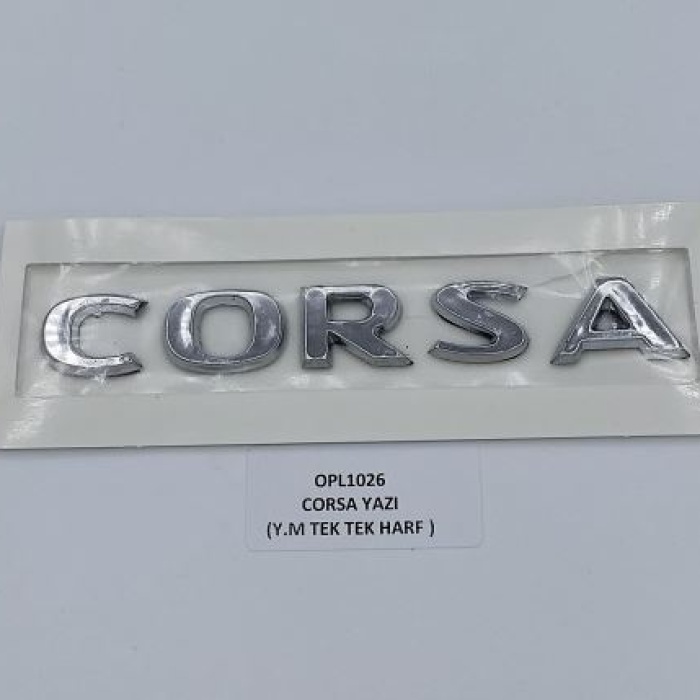 CORSA
OPL1026
CORSA YAZI
(Y.M TEK TEK HARF )